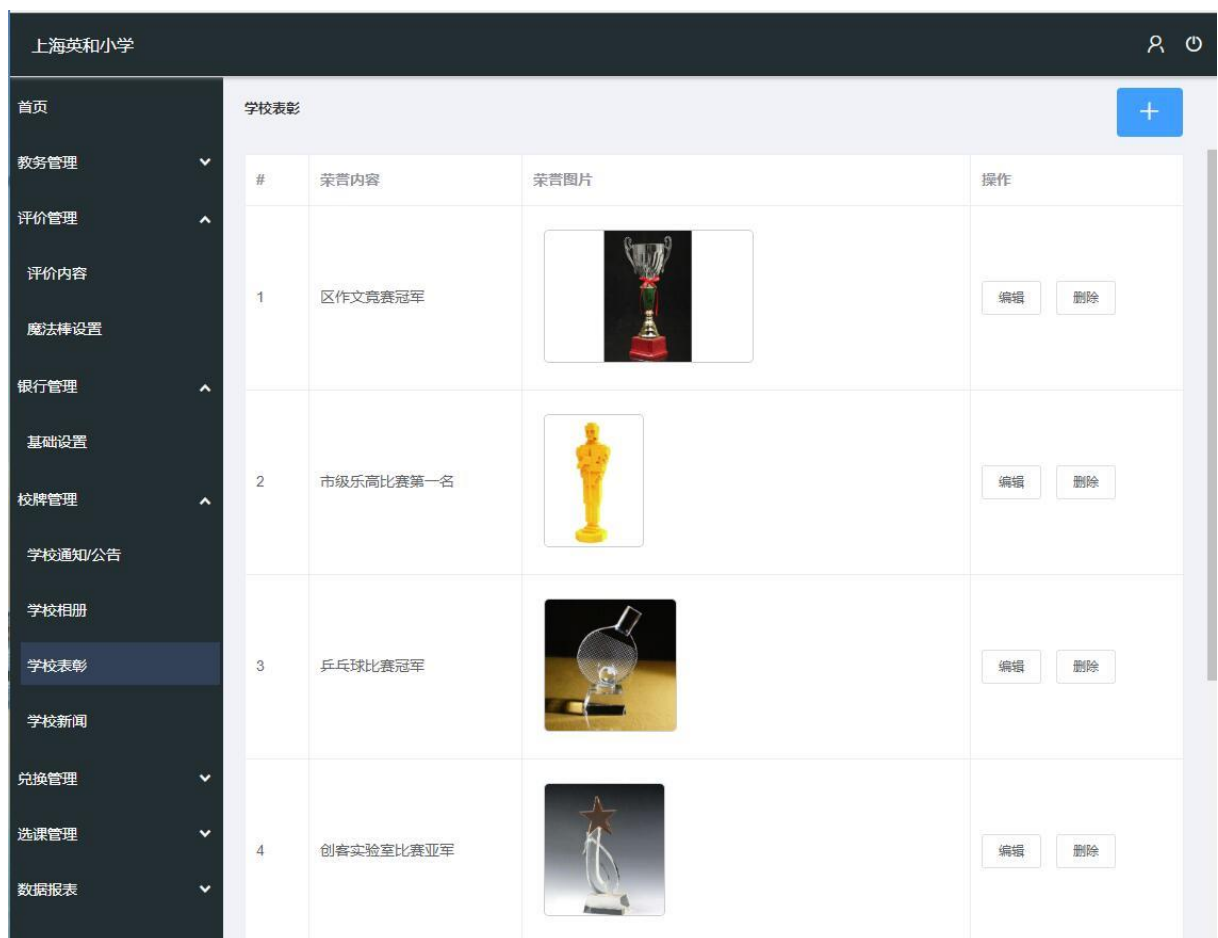 上海英和小学
首页
教务管理
评价管理
评价内容
魔法棒设置
银行管理
基础设置
校牌管理
学校通知/公告
学校相册
学校表彰
学校新闻
兑换管理
选课管理
数据报表
学校表彰
# 荣誉内容 荣誉图片 操作
1 区作文竞赛冠军 编辑 删除
2 市级乐高比赛第一名 编辑 删除
3 乒乓球比赛冠军 编辑 删除
4 创客实验室比赛亚军 编辑 删除